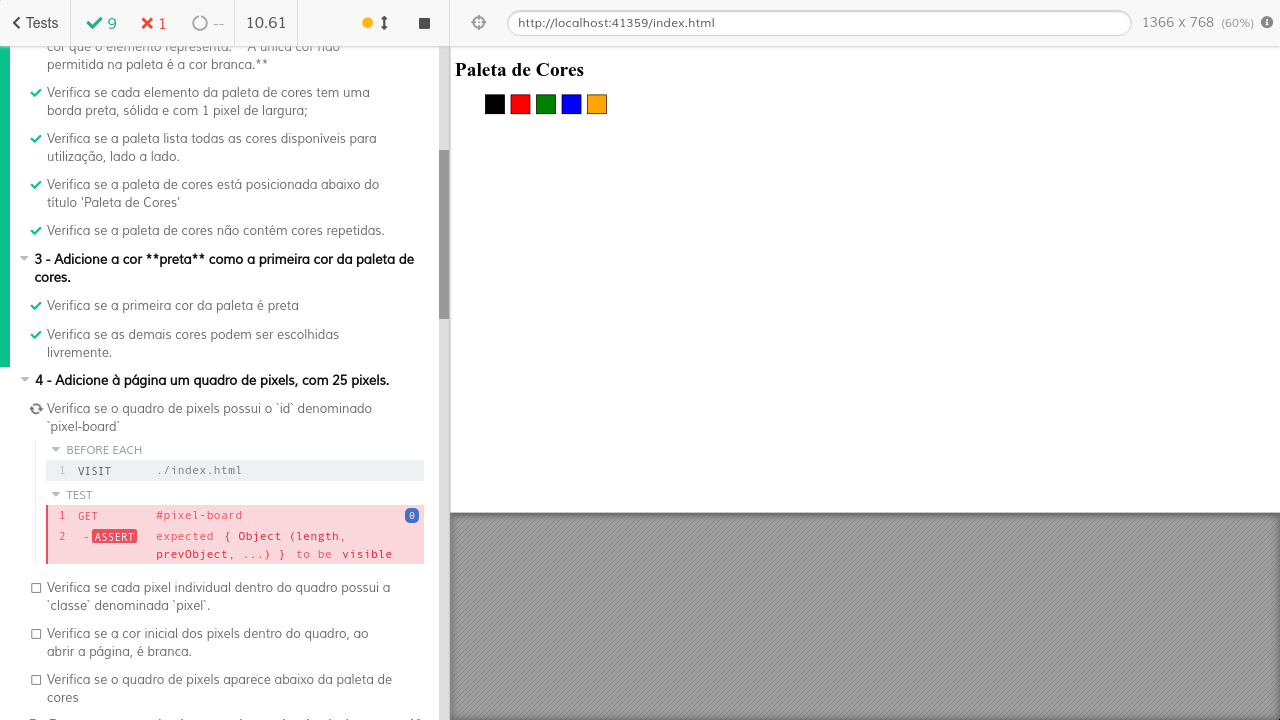 Tests
9
1
--
10.61
http://localhost:41359/index.html
1366 x 768 (60%)
cor que o elemento representa. **A única cor não
permitida na paleta é a cor branca.**
Verifica se cada elemento da paleta de cores tem uma
borda preta, sólida e com 1 pixel de largura;
Verifica se a paleta lista todas as cores disponíveis para
utilização, lado a lado.
Verifica se a paleta de cores está posicionada abaixo do
título 'Paleta de Cores'
Verifica se a paleta de cores não contém cores repetidas.
3 - Adicione a cor **preta** como a primeira cor da paleta de
cores.
Verifica se a primeira cor da paleta é preta
Verifica se as demais cores podem ser escolhidas
livremente.
4 - Adicione à página um quadro de pixels, com 25 pixels.
Verifica se o quadro de pixels possui o `id` denominado
`pixel-board`
BEFORE EACH
1 VISIT ./index.html
TEST
1 GET #pixel-board 0
2 - ASSERT expected { Object (length,
prevObject, ...) } to be visible
Verifica se cada pixel individual dentro do quadro possui a
`classe` denominada `pixel`.
Verifica se a cor inicial dos pixels dentro do quadro, ao
abrir a página, é branca.
Verifica se o quadro de pixels aparece abaixo da paleta de
cores
Paleta de Cores